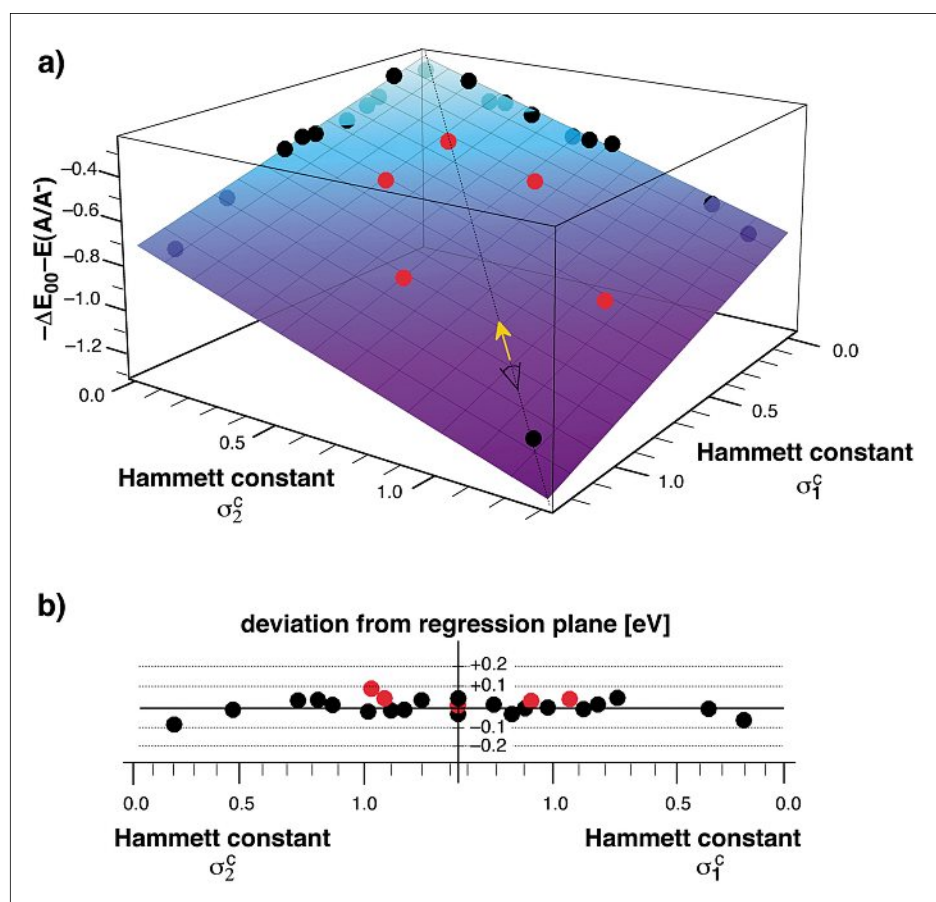 a)
−0.4
−0.6
−0.8
−1.0
−1.2
−ΔE₀₀−E(A/A⁻)
0.0
0.5
1.0
Hammett constant
σ₂ᶜ
0.0
0.5
1.0
Hammett constant
σ₁ᶜ
b)
deviation from regression plane [eV]
+0.2
+0.1
−0.1
−0.2
0.0 0.5 1.0 1.0 0.5 0.0
Hammett constant Hammett constant
σ₂ᶜ σ₁ᶜ